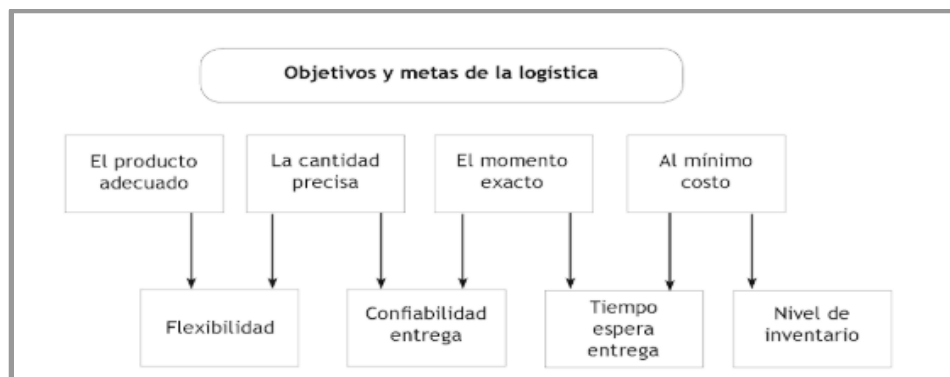 Objetivos y metas de la logística
El producto
adecuado
La cantidad
precisa
El momento
exacto
Al mínimo
costo
Flexibilidad
Confiabilidad
entrega
Tiempo
espera
entrega
Nivel de
inventario